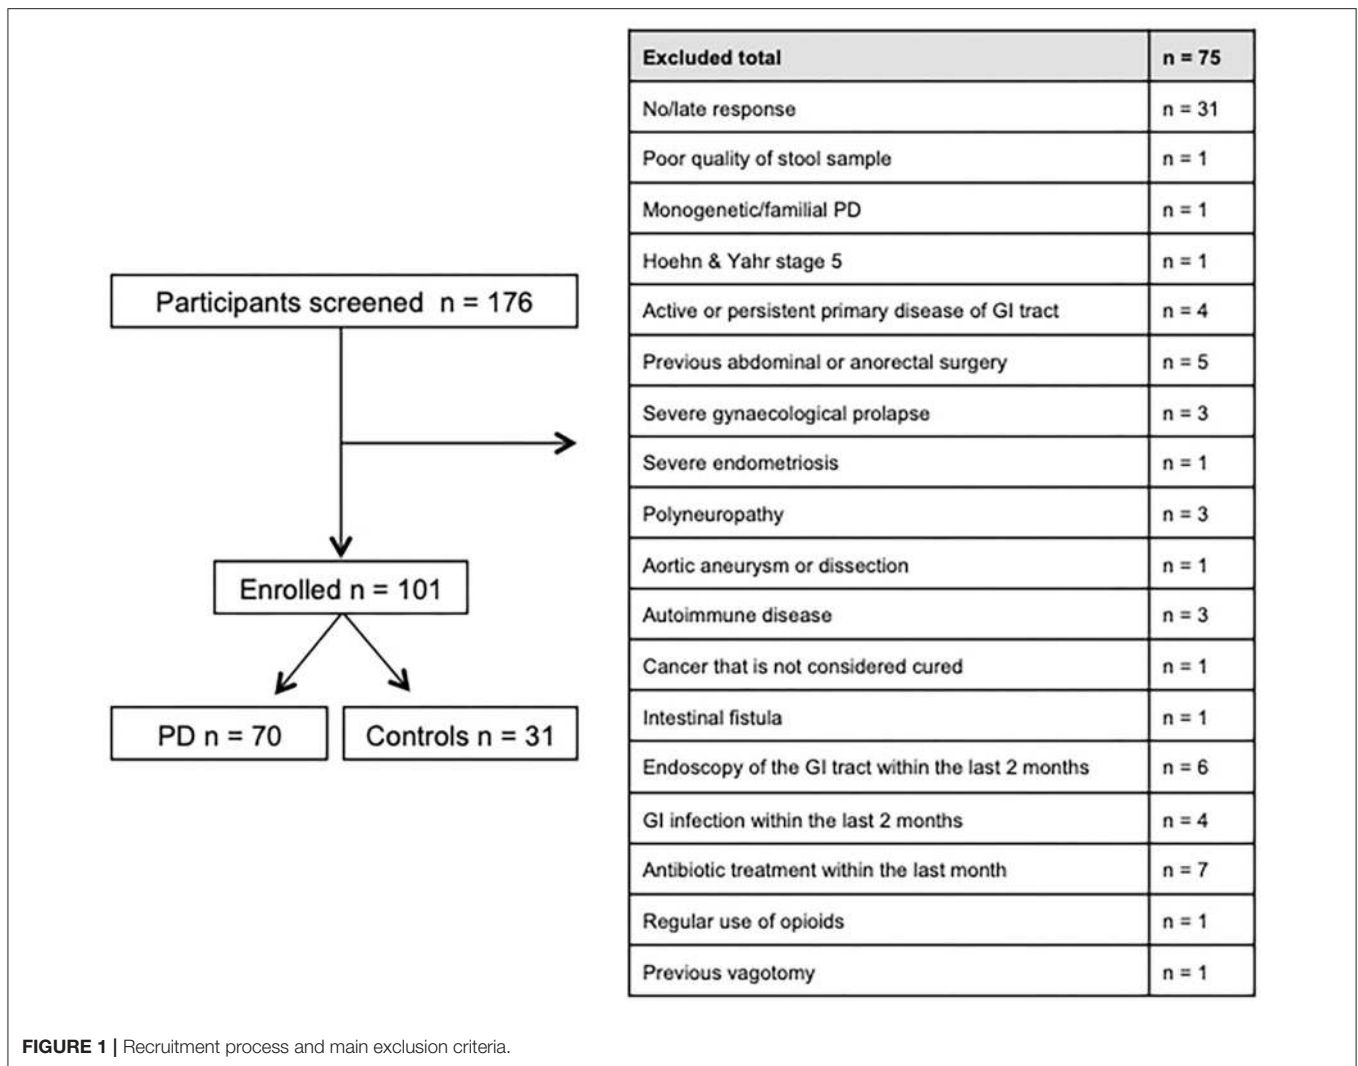 Participants screened n = 176
Enrolled n = 101
PD n = 70
Controls n = 31
Excluded total n = 75
No/late response n = 31
Poor quality of stool sample n = 1
Monogenetic/familial PD n = 1
Hoehn & Yahr stage 5 n = 1
Active or persistent primary disease of GI tract n = 4
Previous abdominal or anorectal surgery n = 5
Severe gynaecological prolapse n = 3
Severe endometriosis n = 1
Polyneuropathy n = 3
Aortic aneurysm or dissection n = 1
Autoimmune disease n = 3
Cancer that is not considered cured n = 1
Intestinal fistula n = 1
Endoscopy of the GI tract within the last 2 months n = 6
GI infection within the last 2 months n = 4
Antibiotic treatment within the last month n = 7
Regular use of opioids n = 1
Previous vagotomy n = 1
FIGURE 1 | Recruitment process and main exclusion criteria.